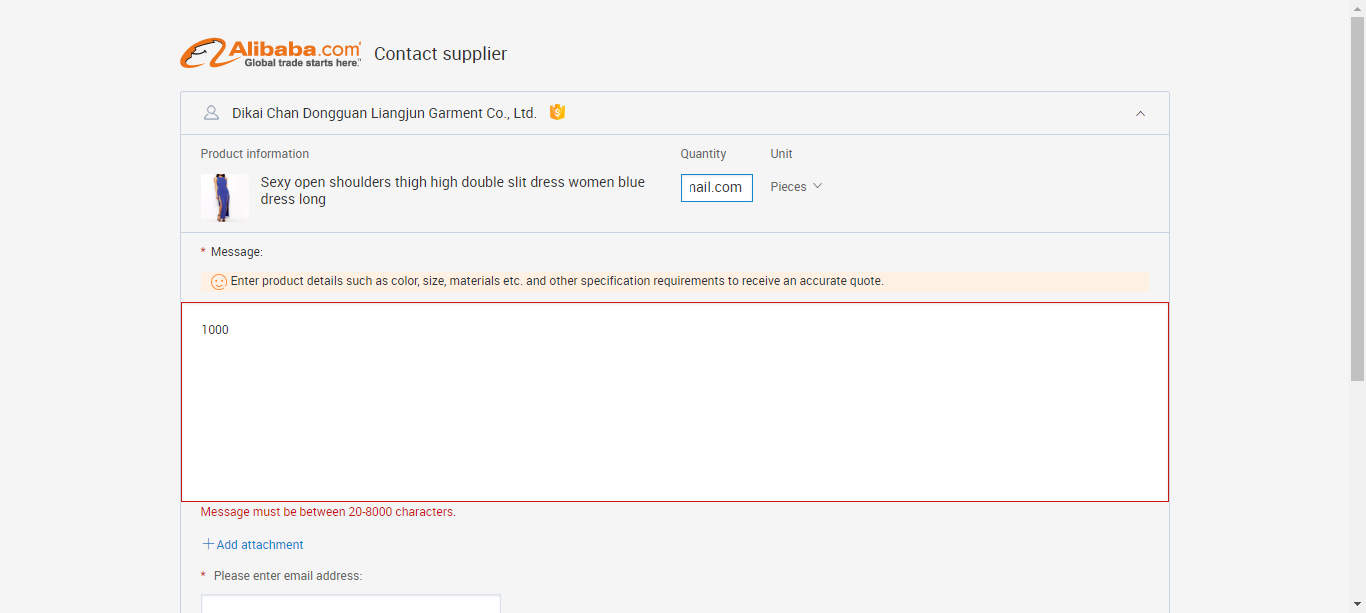 Alibaba.com
Global trade starts here.™
Contact supplier
Dikai Chan Dongguan Liangjun Garment Co., Ltd.
Product information
Quantity
Unit
Sexy open shoulders thigh high double slit dress women blue
dress long
nail.com
Pieces
* Message:
Enter product details such as color, size, materials etc. and other specification requirements to receive an accurate quote.
1000
Message must be between 20-8000 characters.
Add attachment
* Please enter email address: